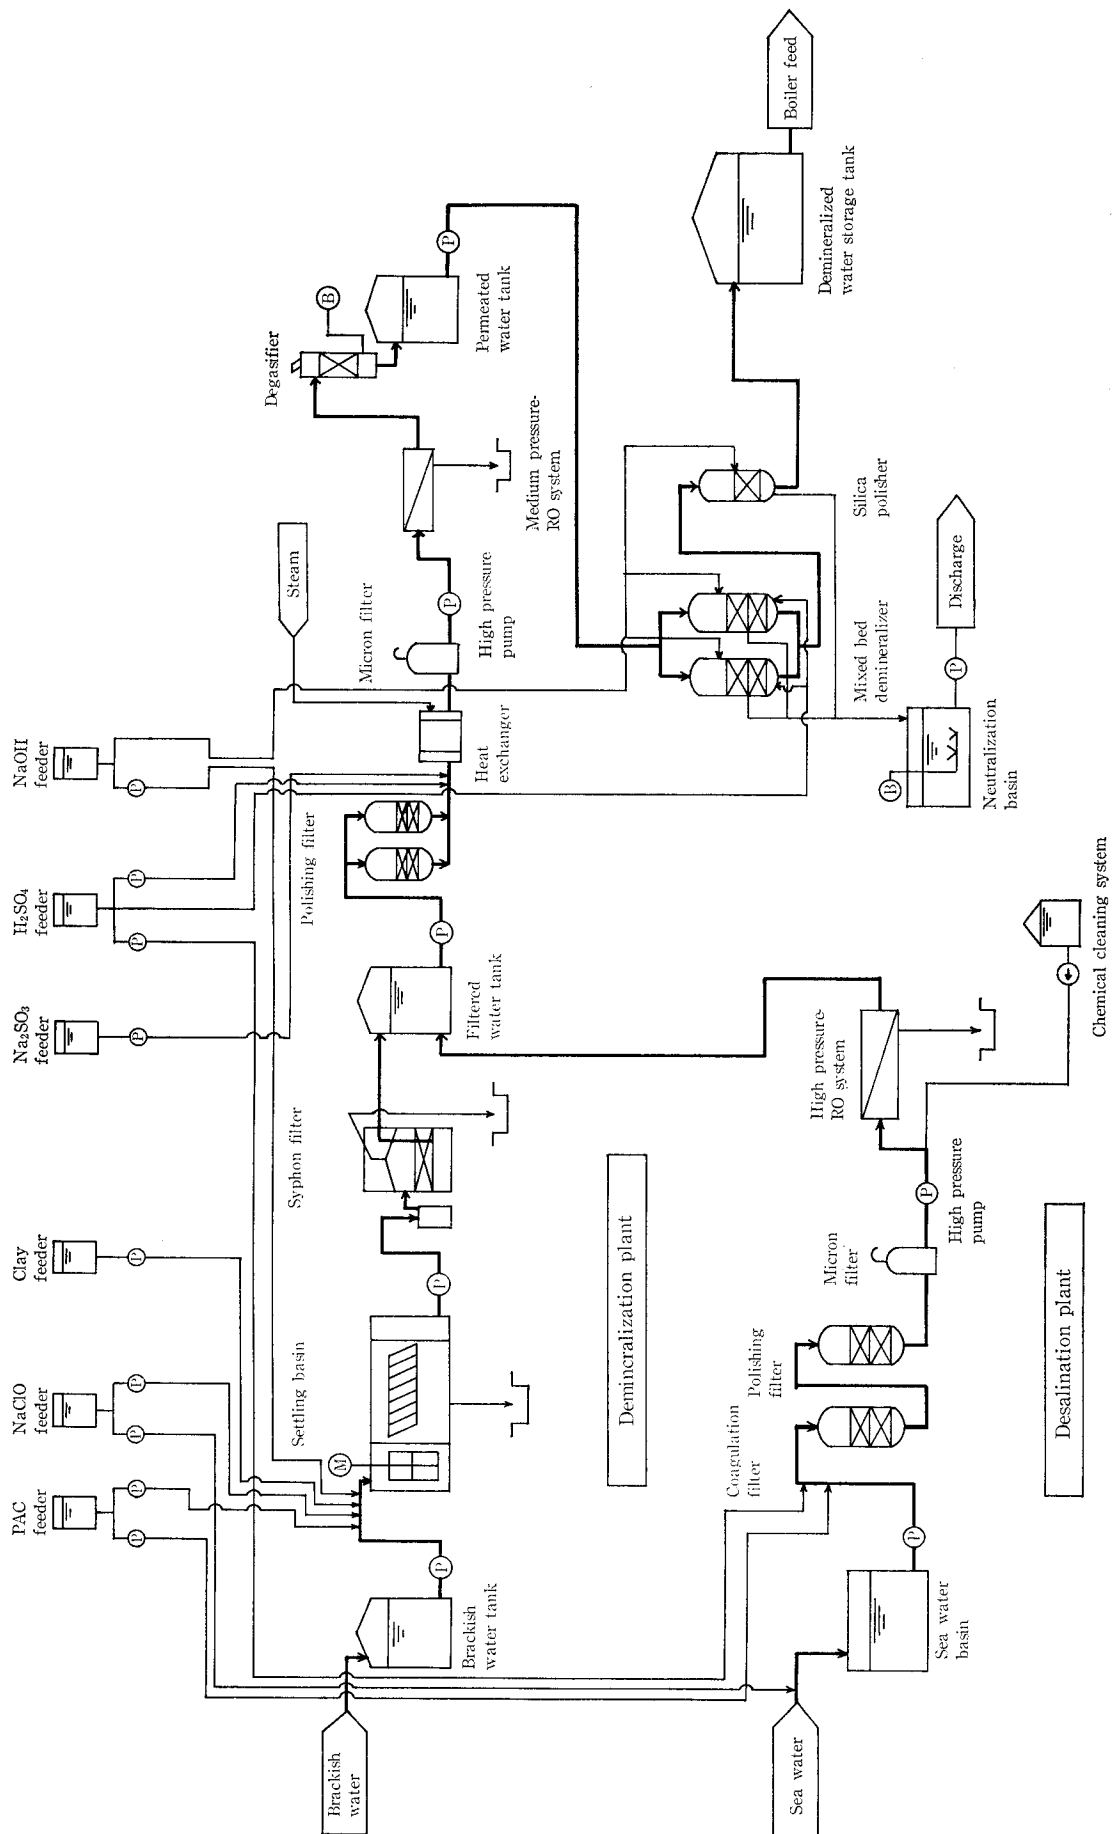 PAC
feeder
NaClO
feeder
Clay
feeder
Na₂SO₃
feeder
H₂SO₄
feeder
NaOH
feeder
P
P
P
P
P
P
P
P
P
Steam
Brackish
water
Brackish
water tank
P
M
Settling basin
P
Syphon filter
Filtered
water tank
P
Polishing filter
Heat
exchanger
Micron filter
P
High pressure
pump
Medium pressure-
RO system
Degasifier
B
Permeated
water tank
P
Demineralization plant
Mixed bed
demineralizer
Silica
polisher
Demineralized
water storage tank
Boiler feed
B
Neutralization
basin
P
Discharge
Sea water
Sea water
basin
P
Coagulation
filter
Polishing
filter
Micron
filter
P
High pressure
pump
High pressure-
RO system
Chemical cleaning system
Desalination plant